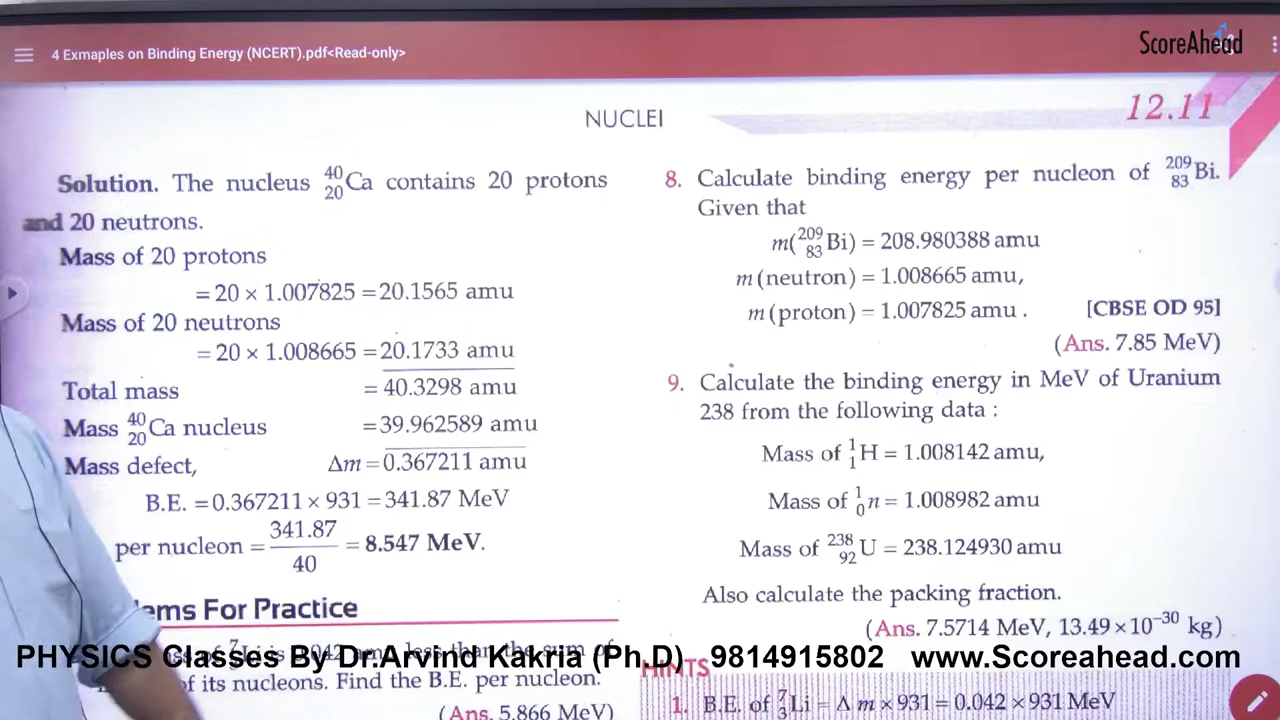 4 Exmaples on Binding Energy (NCERT).pdf<Read-only>
ScoreAhead
NUCLEI
12.11
Solution. The nucleus ⁴⁰₂₀Ca contains 20 protons
and 20 neutrons.
Mass of 20 protons
= 20 × 1.007825 = 20.1565 amu
Mass of 20 neutrons
= 20 × 1.008665 = 20.1733 amu
Total mass = 40.3298 amu
Mass ⁴⁰₂₀Ca nucleus = 39.962589 amu
Mass defect, Δm = 0.367211 amu
B.E. = 0.367211 × 931 = 341.87 MeV
per nucleon = 341.87/40 = 8.547 MeV.
For Practice
of its nucleons. Find the B.E. per nucleon.
(Ans. 5.866 MeV)
8. Calculate binding energy per nucleon of ²⁰⁹₈₃Bi.
Given that
m(²⁰⁹₈₃Bi) = 208.980388 amu
m(neutron) = 1.008665 amu,
m(proton) = 1.007825 amu . [CBSE OD 95]
(Ans. 7.85 MeV)
9. Calculate the binding energy in MeV of Uranium
238 from the following data :
Mass of ¹₁H = 1.008142 amu,
Mass of ¹₀n = 1.008982 amu
Mass of ²³⁸₉₂U = 238.124930 amu
Also calculate the packing fraction.
(Ans. 7.5714 MeV, 13.49 × 10⁻³⁰ kg)
HINTS
1. B.E. of ⁷₃Li = Δm × 931 = 0.042 × 931 MeV
PHYSICS Classes By Dr.Arvind Kakria (Ph.D) 9814915802 www.Scoreahead.com